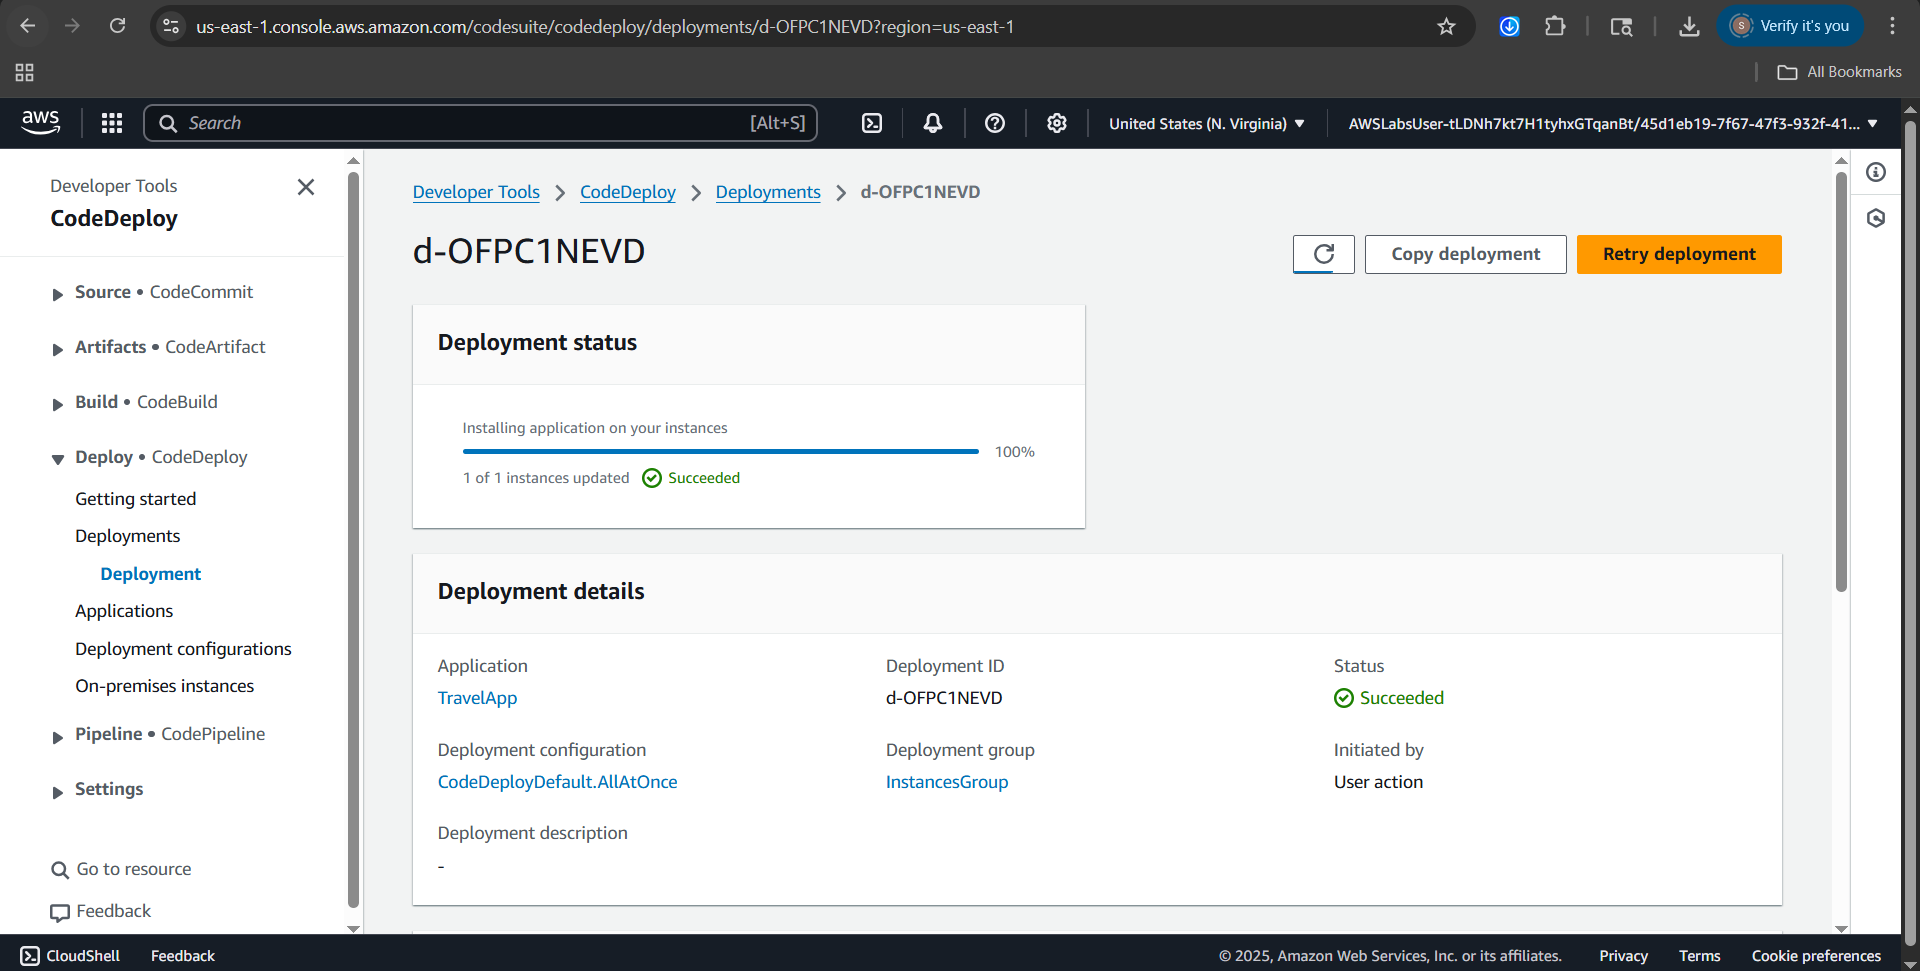 us-east-1.console.aws.amazon.com/codesuite/codedeploy/deployments/d-OFPC1NEVD?region=us-east-1
S
Verify it's you
All Bookmarks
aws
Search
[Alt+S]
United States (N. Virginia)
AWSLabsUser-tLDNh7kt7H1tyhxGTqanBt/45d1eb19-7f67-47f3-932f-41...
Developer Tools
CodeDeploy
Source • CodeCommit
Artifacts • CodeArtifact
Build • CodeBuild
Deploy • CodeDeploy
Getting started
Deployments
Deployment
Applications
Deployment configurations
On-premises instances
Pipeline • CodePipeline
Settings
Go to resource
Feedback
Developer Tools > CodeDeploy > Deployments > d-OFPC1NEVD
d-OFPC1NEVD
Copy deployment
Retry deployment
Deployment status
Installing application on your instances
100%
1 of 1 instances updated
Succeeded
Deployment details
Application
TravelApp
Deployment ID
d-OFPC1NEVD
Status
Succeeded
Deployment configuration
CodeDeployDefault.AllAtOnce
Deployment group
InstancesGroup
Initiated by
User action
Deployment description
-
CloudShell
Feedback
© 2025, Amazon Web Services, Inc. or its affiliates.
Privacy
Terms
Cookie preferences